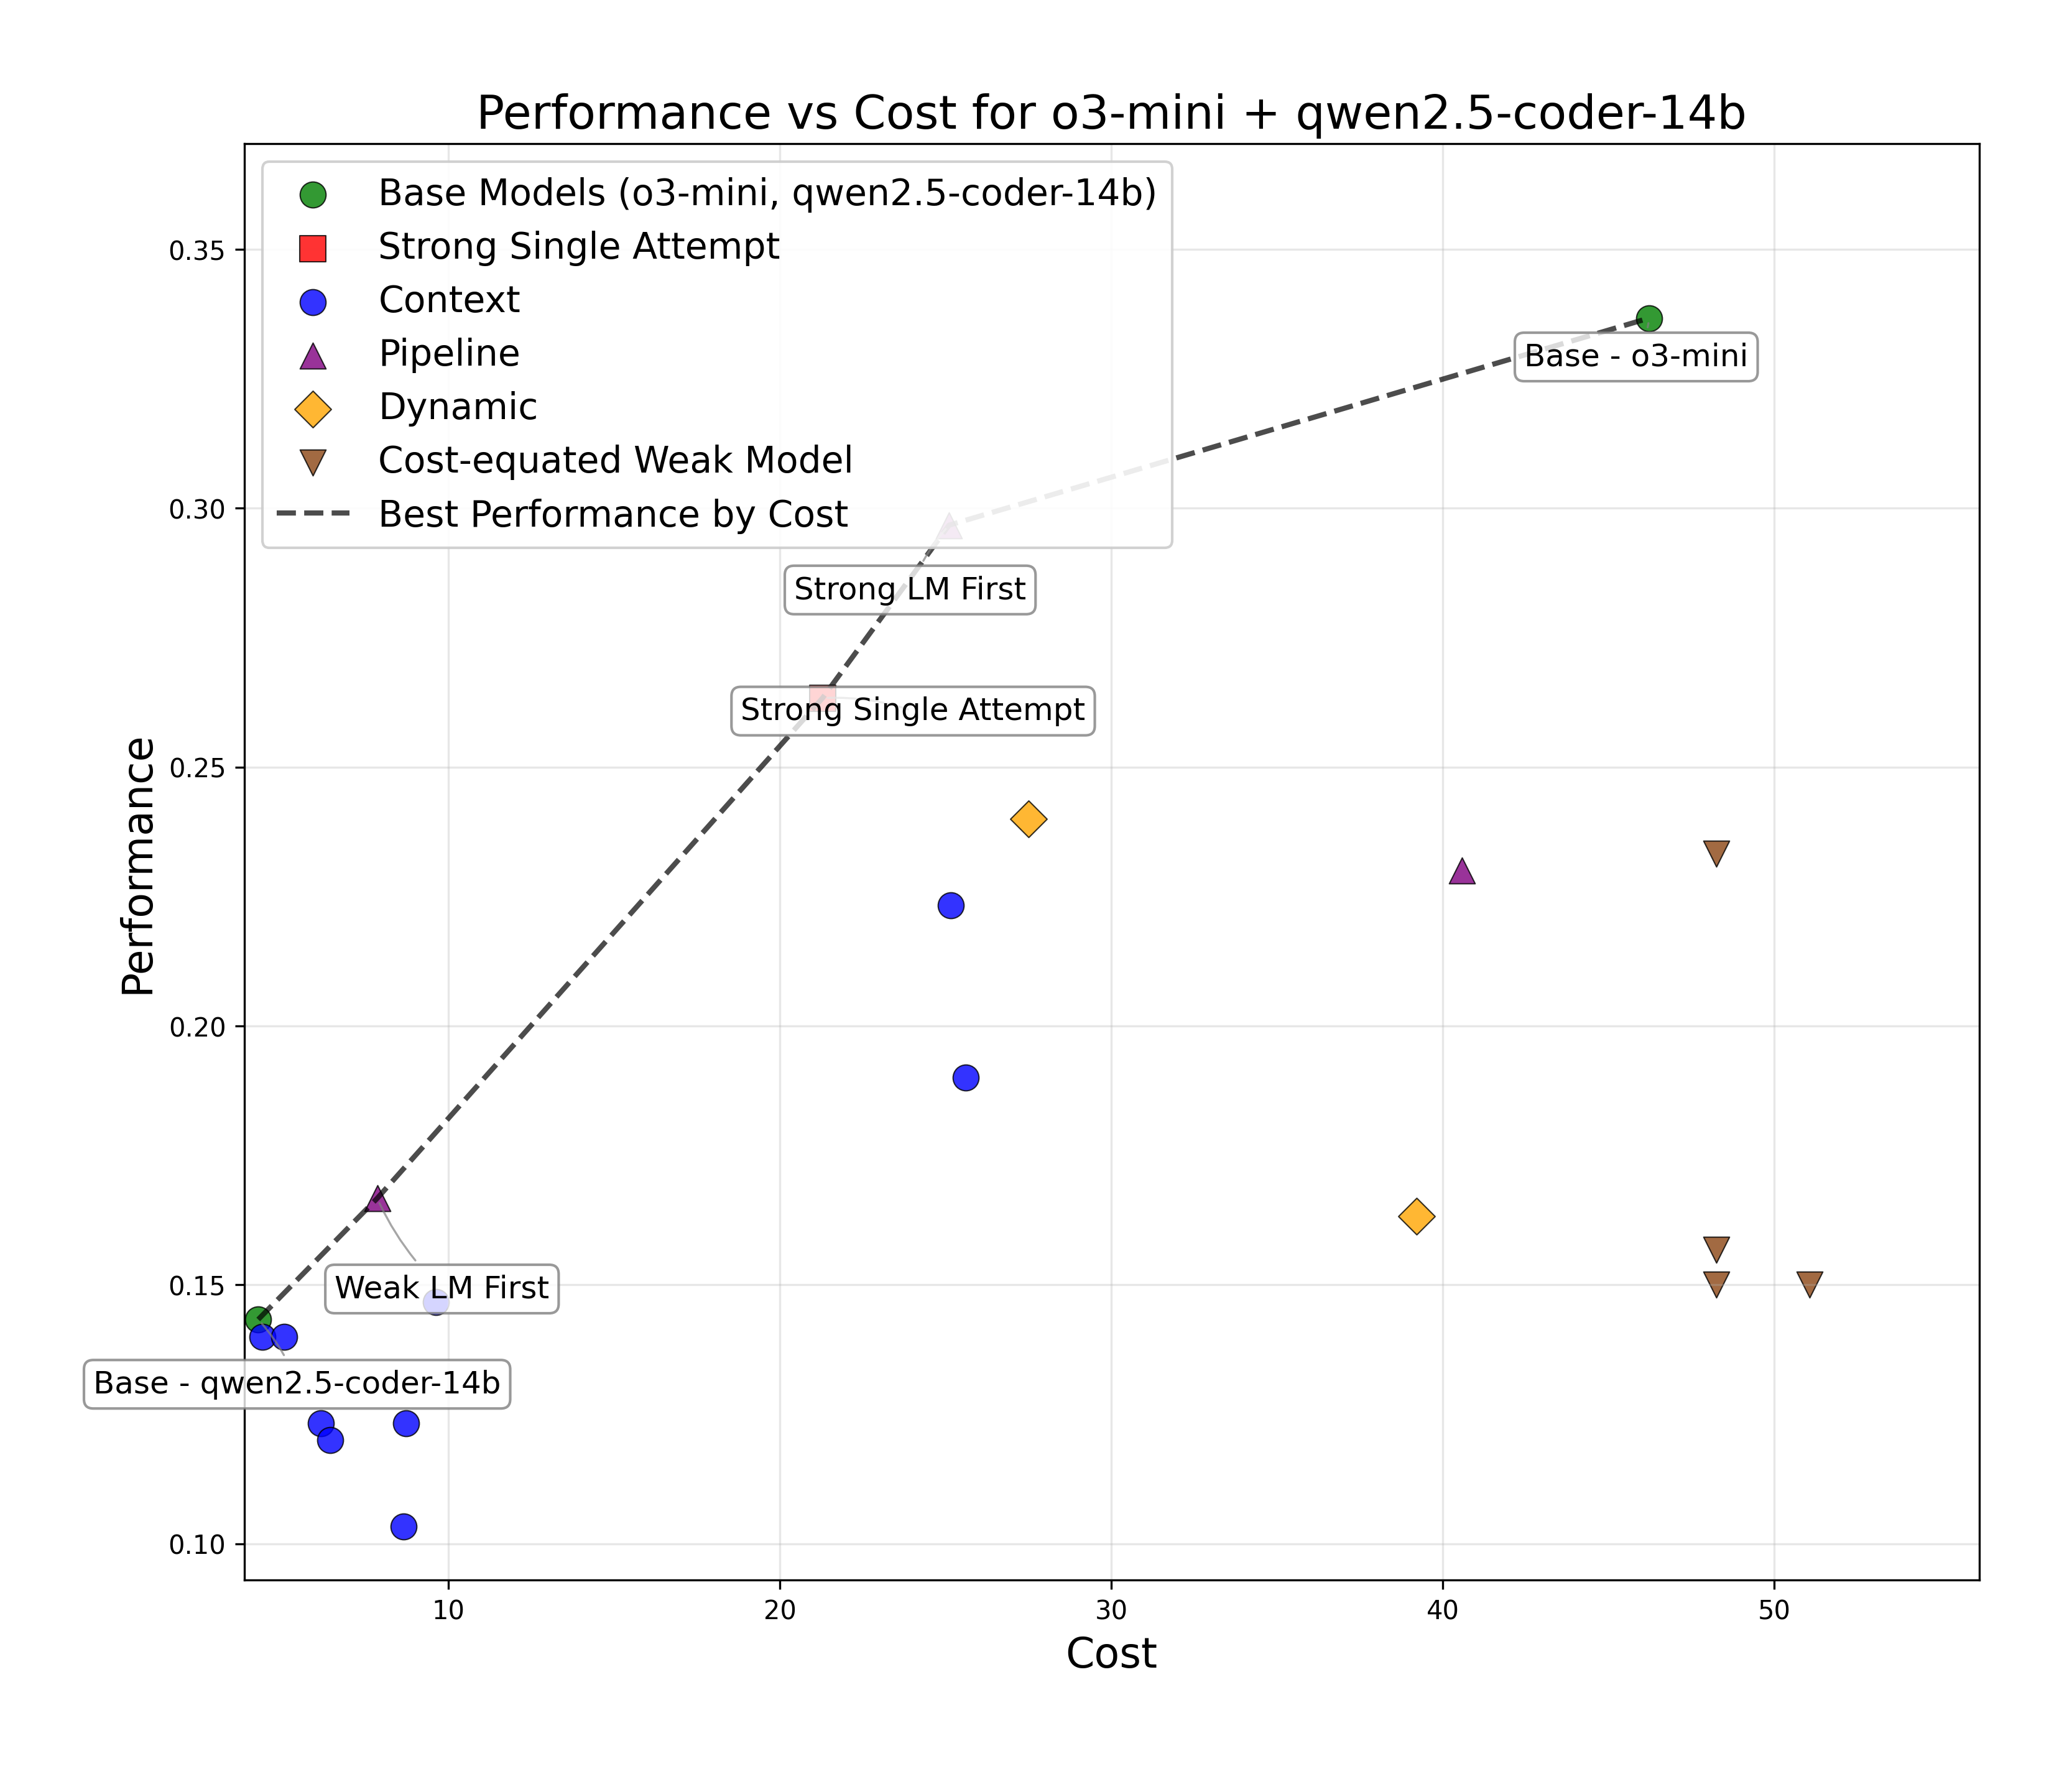 Performance vs Cost for o3-mini + qwen2.5-coder-14b
Base Models (o3-mini, qwen2.5-coder-14b)
Strong Single Attempt
Context
Pipeline
Dynamic
Cost-equated Weak Model
Best Performance by Cost
Base - o3-mini
Strong LM First
Strong Single Attempt
Weak LM First
Base - qwen2.5-coder-14b
Performance
0.35
0.30
0.25
0.20
0.15
0.10
10
20
30
40
50
Cost